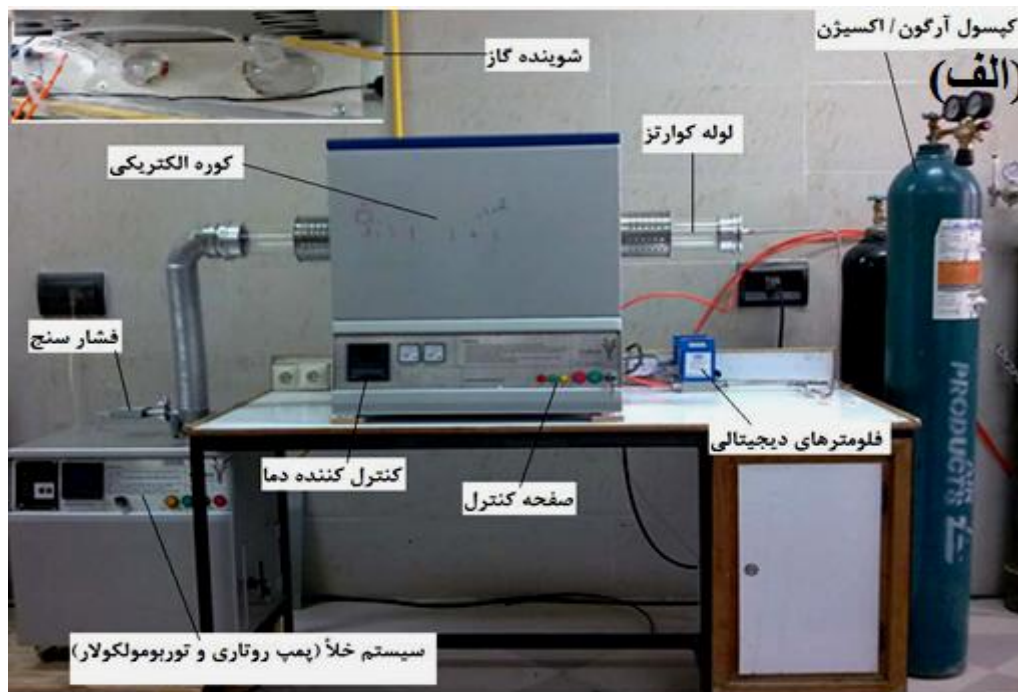 کپسول آرگون/ اکسیژن
(الف)
شوینده گاز
لوله کوارتز
کوره الکتریکی
فشار سنج
فلومترهای دیجیتالی
کنترل کننده دما
صفحه کنترل
سیستم خلأ (پمپ روتاری و توربومولکولار)
PRODUCTS